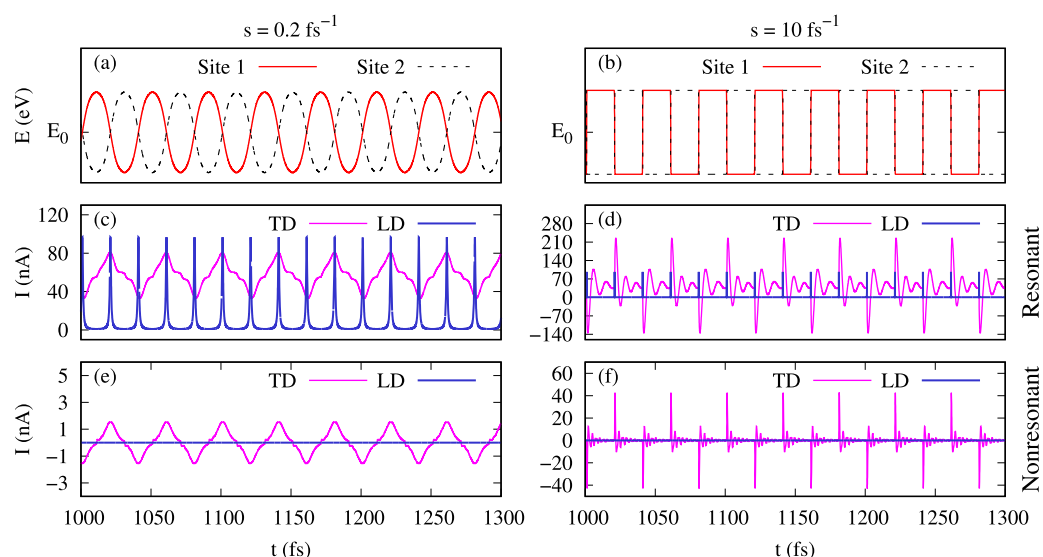 s = 0.2 fs⁻¹
s = 10 fs⁻¹
(a)
Site 1
Site 2
E (eV)
E₀
(b)
Site 1
Site 2
E₀
(c)
TD
LD
I (nA)
120
80
40
0
(d)
TD
LD
280
210
140
70
0
−70
−140
Resonant
(e)
TD
LD
I (nA)
5
3
1
−1
−3
1000 1050 1100 1150 1200 1250 1300
t (fs)
(f)
TD
LD
60
40
20
0
−20
−40
1000 1050 1100 1150 1200 1250 1300
t (fs)
Nonresonant